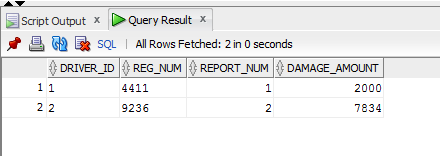 Script Output × Query Result ×
SQL | All Rows Fetched: 2 in 0 seconds
DRIVER_ID REG_NUM REPORT_NUM DAMAGE_AMOUNT
1 1 4411 1 2000
2 2 9236 2 7834